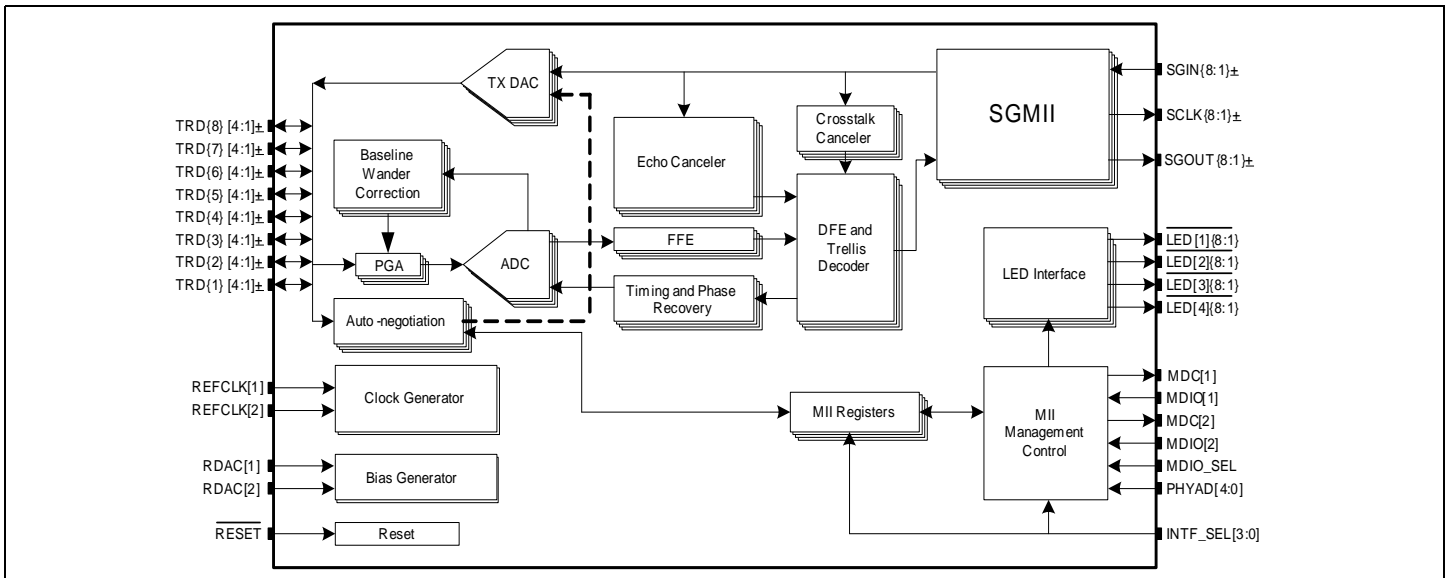 TRD{8}[4:1]±
TRD{7}[4:1]±
TRD{6}[4:1]±
TRD{5}[4:1]±
TRD{4}[4:1]±
TRD{3}[4:1]±
TRD{2}[4:1]±
TRD{1}[4:1]±
REFCLK[1]
REFCLK[2]
RDAC[1]
RDAC[2]
RESET
TX DAC
Baseline
Wander
Correction
PGA
ADC
Auto-negotiation
Clock Generator
Bias Generator
Reset
Echo Canceler
FFE
Timing and Phase
Recovery
Crosstalk
Canceler
DFE and
Trellis
Decoder
MII Registers
SGMII
LED Interface
MII
Management
Control
SGIN{8:1}±
SCLK{8:1}±
SGOUT{8:1}±
LED[1]{8:1}
LED[2]{8:1}
LED[3]{8:1}
LED[4]{8:1}
MDC[1]
MDIO[1]
MDC[2]
MDIO[2]
MDIO_SEL
PHYAD[4:0]
INTF_SEL[3:0]